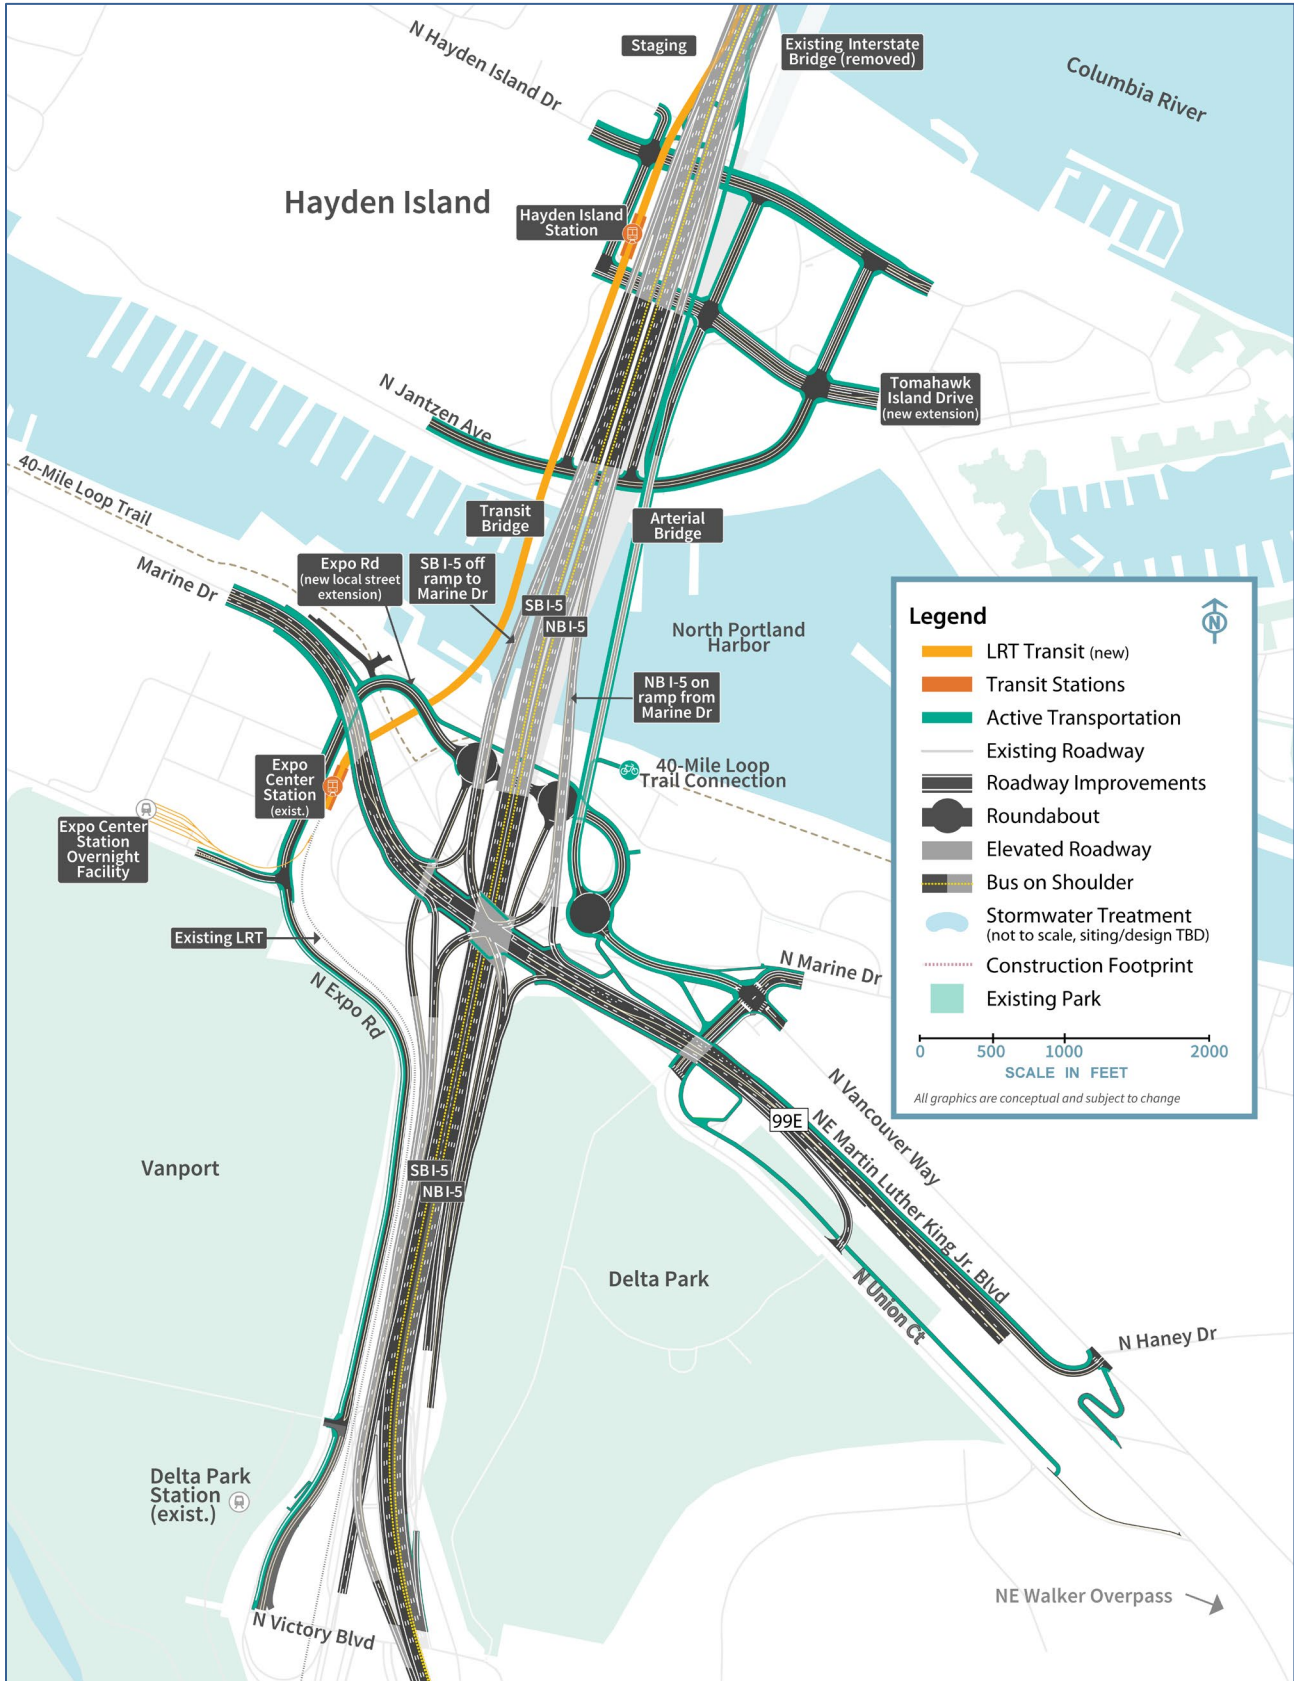 Staging
Existing Interstate
Bridge (removed)
N Hayden Island Dr
Columbia River
Hayden Island
Hayden Island
Station
N Jantzen Ave
Tomahawk
Island Drive
(new extension)
40-Mile Loop Trail
Transit
Bridge
Arterial
Bridge
Marine Dr
Expo Rd
(new local street
extension)
SB I-5 off
ramp to
Marine Dr
SB I-5
NB I-5
North Portland
Harbor
NB I-5 on
ramp from
Marine Dr
40-Mile Loop
Trail Connection
Expo
Center
Station
(exist.)
Expo Center
Station
Overnight
Facility
Existing LRT
N Expo Rd
N Marine Dr
Legend
N
LRT Transit (new)
Transit Stations
Active Transportation
Existing Roadway
Roadway Improvements
Roundabout
Elevated Roadway
Bus on Shoulder
Stormwater Treatment
(not to scale, siting/design TBD)
Construction Footprint
Existing Park
0 500 1000 2000
SCALE IN FEET
All graphics are conceptual and subject to change
N Vancouver Way
99E
NE Martin Luther King Jr. Blvd
Vanport
SB I-5
NB I-5
Delta Park
N Union Ct
N Haney Dr
Delta Park
Station
(exist.)
NE Walker Overpass
N Victory Blvd